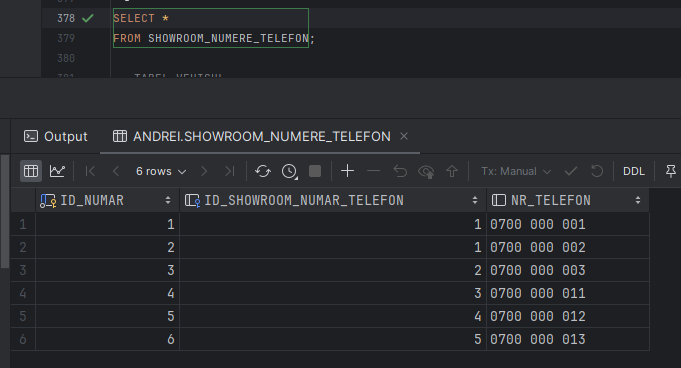 378 SELECT *
379 FROM SHOWROOM_NUMERE_TELEFON;
380
Output ANDREI.SHOWROOM_NUMERE_TELEFON
6 rows Tx: Manual DDL
ID_NUMAR ID_SHOWROOM_NUMAR_TELEFON NR_TELEFON
1 1 1 0700 000 001
2 2 1 0700 000 002
3 3 2 0700 000 003
4 4 3 0700 000 011
5 5 4 0700 000 012
6 6 5 0700 000 013